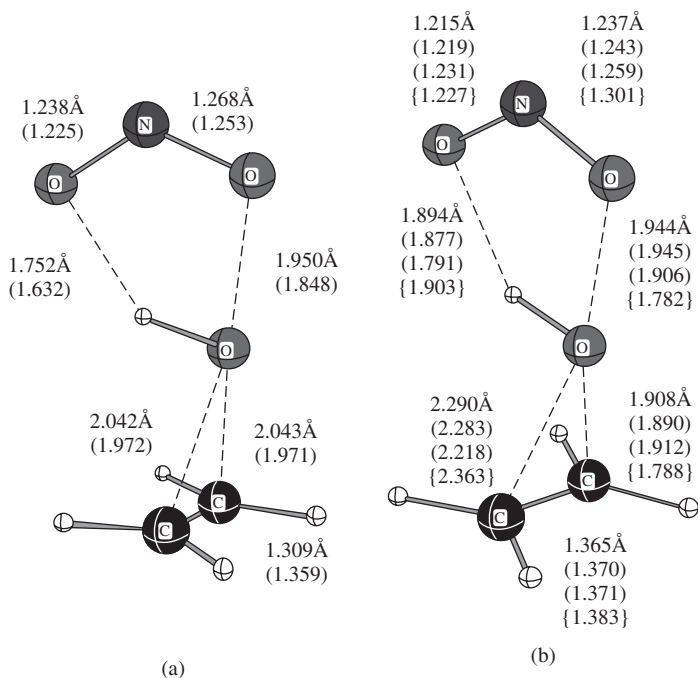 1.238Å
(1.225)
1.268Å
(1.253)
N
O
O
1.752Å
(1.632)
1.950Å
(1.848)
O
2.042Å
(1.972)
2.043Å
(1.971)
C
C
1.309Å
(1.359)
(a)
1.215Å
(1.219)
(1.231)
{1.227}
1.237Å
(1.243)
(1.259)
{1.301}
N
O
O
1.894Å
(1.877)
(1.791)
{1.903}
1.944Å
(1.945)
(1.906)
{1.782}
O
2.290Å
(2.283)
(2.218)
{2.363}
1.908Å
(1.890)
(1.912)
{1.788}
C
C
1.365Å
(1.370)
(1.371)
{1.383}
(b)